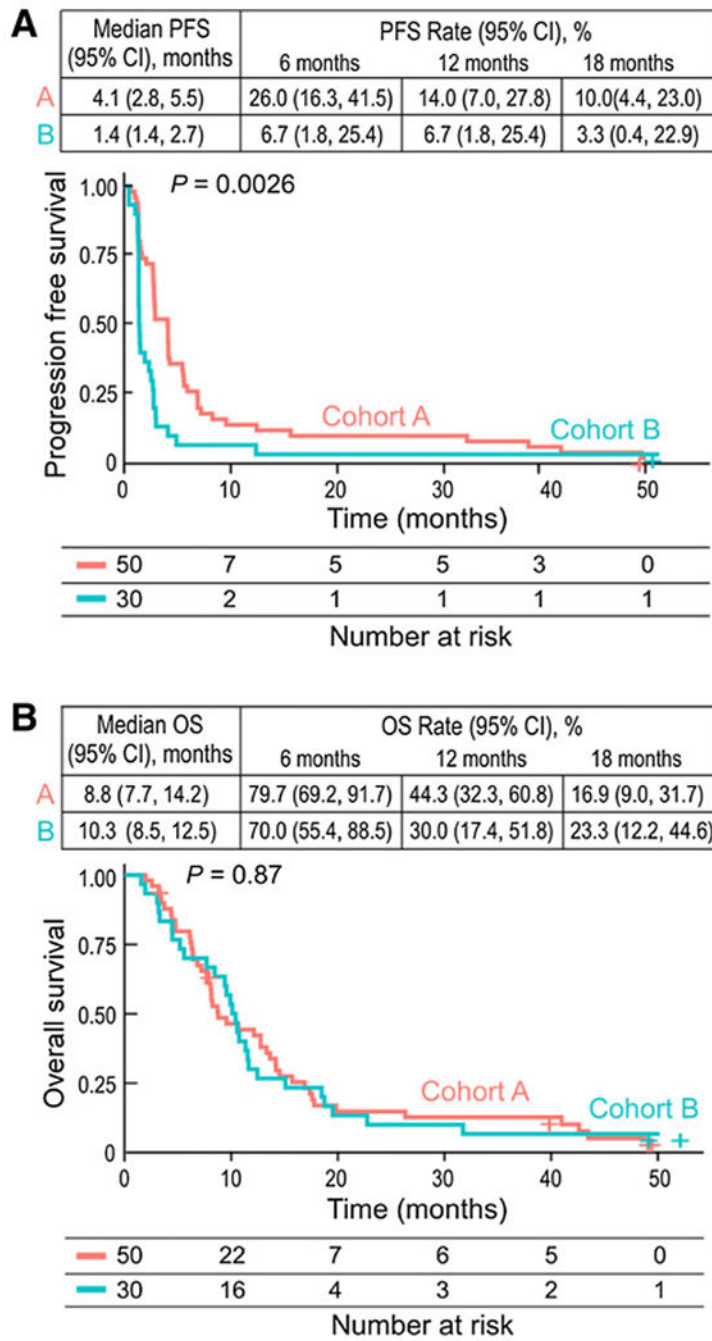 A
Median PFS (95% CI), months PFS Rate (95% CI), %
6 months 12 months 18 months
A 4.1 (2.8, 5.5) 26.0 (16.3, 41.5) 14.0 (7.0, 27.8) 10.0(4.4, 23.0)
B 1.4 (1.4, 2.7) 6.7 (1.8, 25.4) 6.7 (1.8, 25.4) 3.3 (0.4, 22.9)
P = 0.0026
Progression free survival
1.00
0.75
0.50
0.25
0
Cohort A
Cohort B
0 10 20 30 40 50
Time (months)
50 7 5 5 3 0
30 2 1 1 1 1
Number at risk
B
Median OS (95% CI), months OS Rate (95% CI), %
6 months 12 months 18 months
A 8.8 (7.7, 14.2) 79.7 (69.2, 91.7) 44.3 (32.3, 60.8) 16.9 (9.0, 31.7)
B 10.3 (8.5, 12.5) 70.0 (55.4, 88.5) 30.0 (17.4, 51.8) 23.3 (12.2, 44.6)
P = 0.87
Overall survival
1.00
0.75
0.50
0.25
0
Cohort A
Cohort B
0 10 20 30 40 50
Time (months)
50 22 7 6 5 0
30 16 4 3 2 1
Number at risk